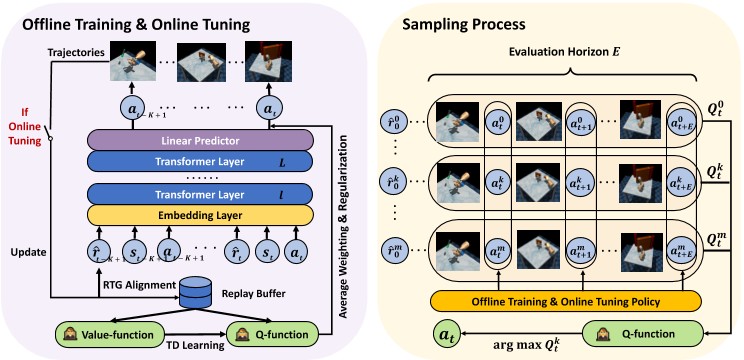 Offline Training & Online Tuning
Trajectories
If
Online
Tuning
a_{t-K+1} ... ... a_t
Linear Predictor
Transformer Layer L
......
Transformer Layer l
Embedding Layer
r̂_{t-K+1} s_{t-K+1} a_{t-K+1} ... ... r̂_t s_t a_t
Update
RTG Alignment
Replay Buffer
Value-function
TD Learning
Q-function
Average Weighting & Regularization
Sampling Process
Evaluation Horizon E
r̂_0^0 ... a_t^0 a_{t+1}^0 ... a_{t+E}^0 Q_t^0
r̂_0^k ... a_t^k a_{t+1}^k ... a_{t+E}^k Q_t^k
r̂_0^m ... a_t^m a_{t+1}^m ... a_{t+E}^m Q_t^m
Offline Training & Online Tuning Policy
a_t
arg max Q_t^k
Q-function